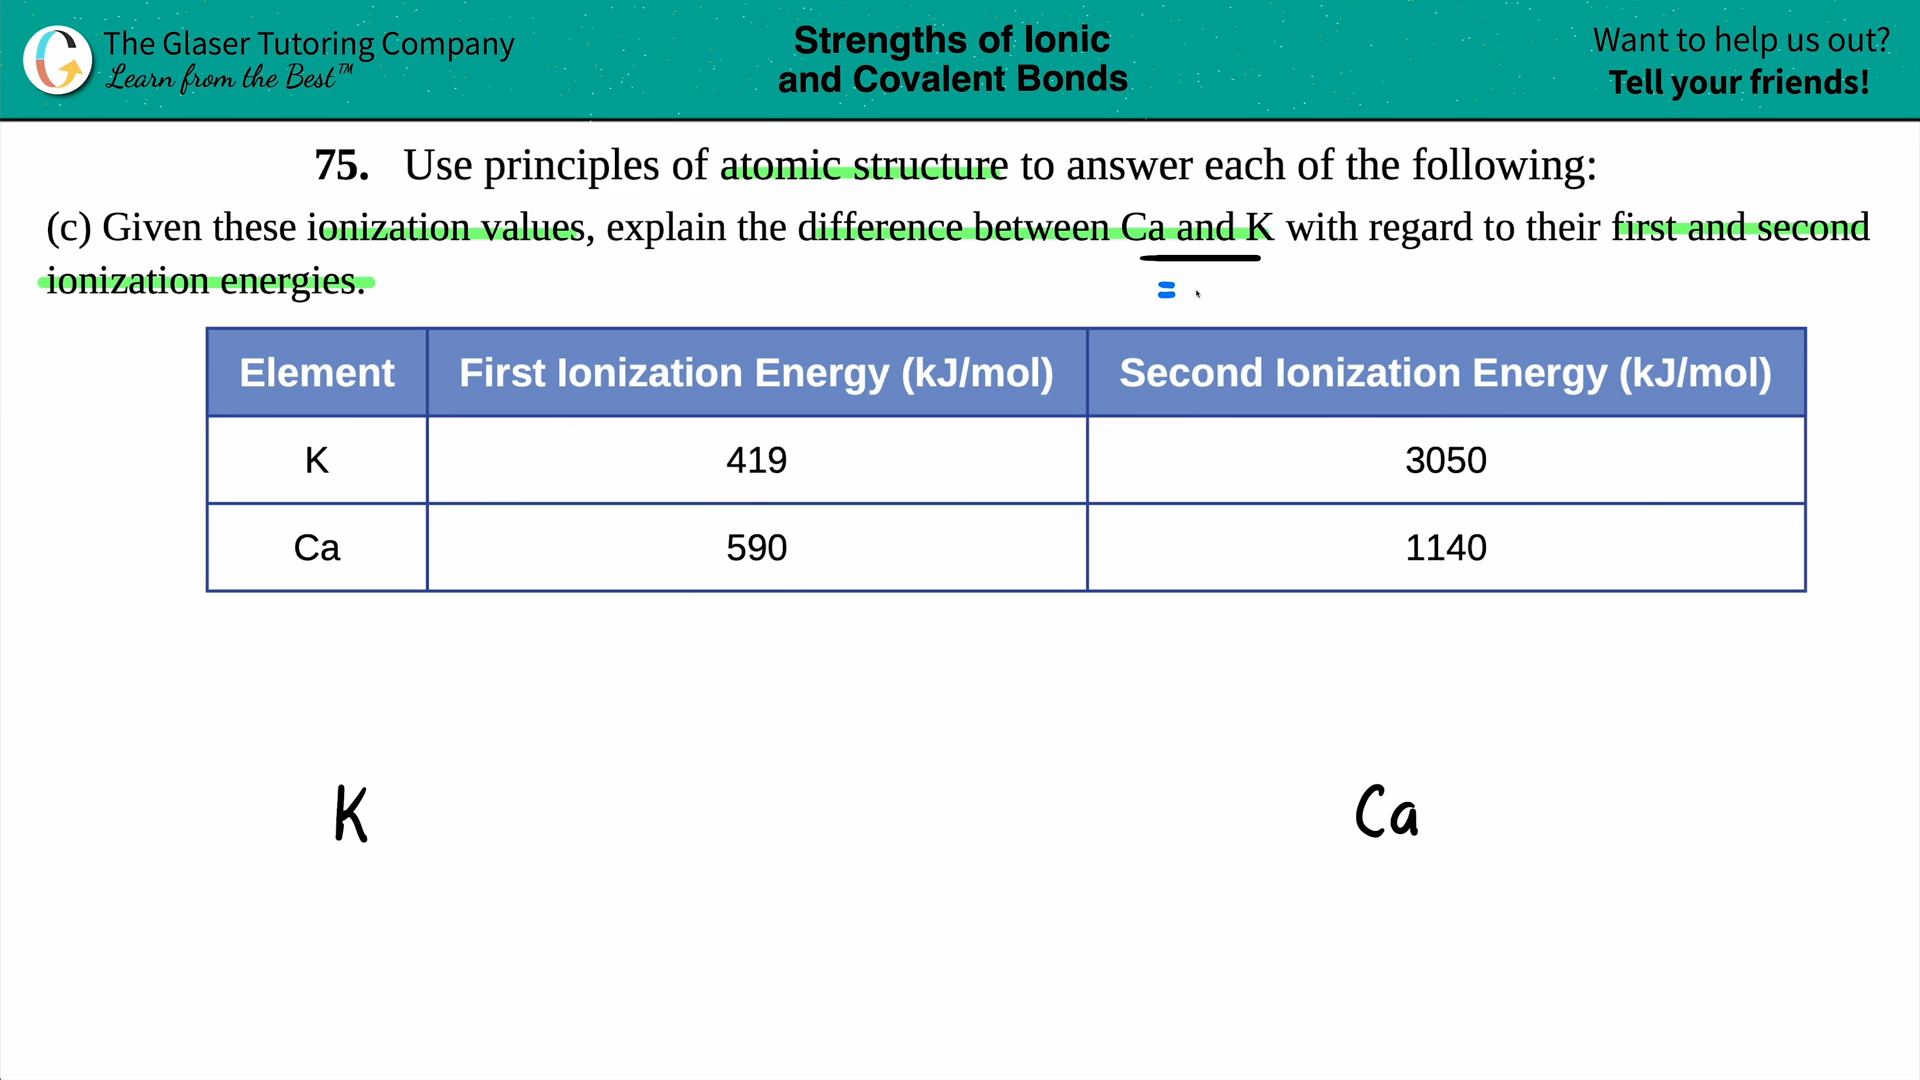 The Glaser Tutoring Company
Learn from the Best™
Strengths of Ionic
and Covalent Bonds
Want to help us out?
Tell your friends!
75. Use principles of atomic structure to answer each of the following:
(c) Given these ionization values, explain the difference between Ca and K with regard to their first and second
ionization energies.
=
Element First Ionization Energy (kJ/mol) Second Ionization Energy (kJ/mol)
K 419 3050
Ca 590 1140
K Ca